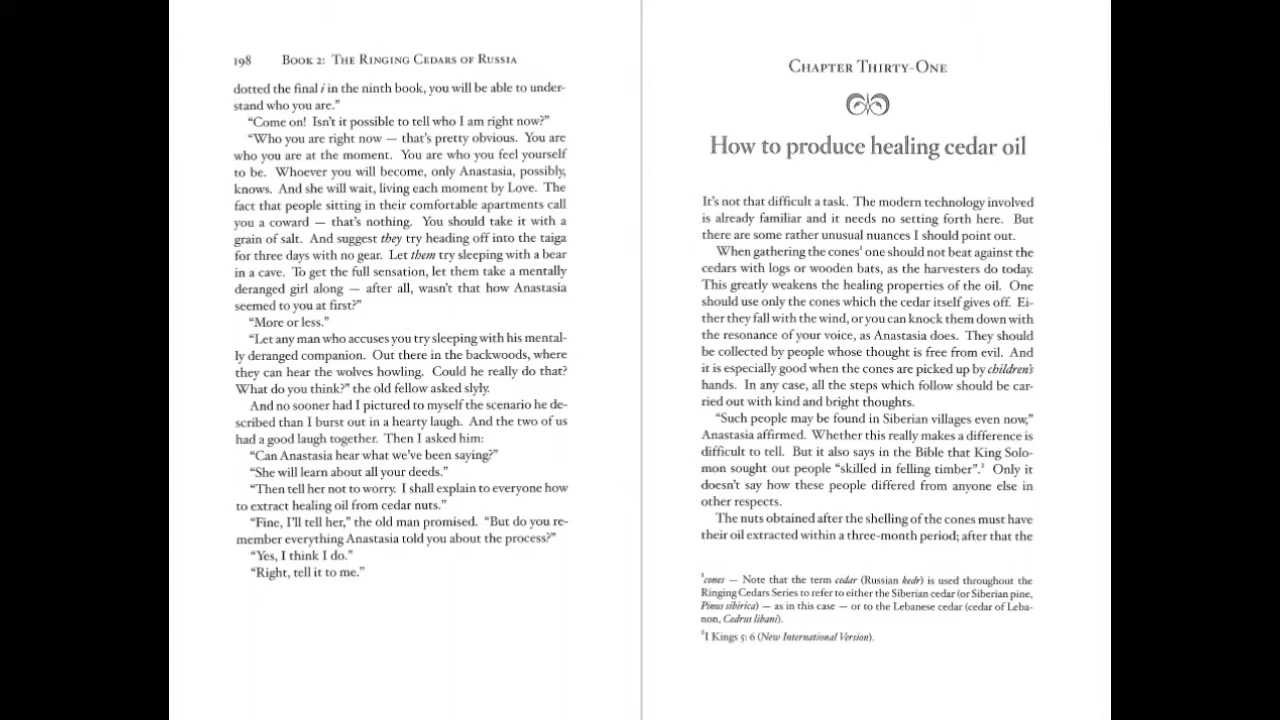 198 Book 2: The Ringing Cedars of Russia
dotted the final i in the ninth book, you will be able to under-
stand who you are.”
“Come on! Isn’t it possible to tell who I am right now?”
“Who you are right now — that’s pretty obvious. You are
who you are at the moment. You are who you feel yourself
to be. Whoever you will become, only Anastasia, possibly,
knows. And she will wait, living each moment by Love. The
fact that people sitting in their comfortable apartments call
you a coward — that’s nothing. You should take it with a
grain of salt. And suggest they try heading off into the taiga
for three days with no gear. Let them try sleeping with a bear
in a cave. To get the full sensation, let them take a mentally
deranged girl along — after all, wasn’t that how Anastasia
seemed to you at first?”
“More or less.”
“Let any man who accuses you try sleeping with his mental-
ly deranged companion. Out there in the backwoods, where
they can hear the wolves howling. Could he really do that?
What do you think?” the old fellow asked slyly.
And no sooner had I pictured to myself the scenario he de-
scribed than I burst out in a hearty laugh. And the two of us
had a good laugh together. Then I asked him:
“Can Anastasia hear what we’ve been saying?”
“She will learn about all your deeds.”
“Then tell her not to worry. I shall explain to everyone how
to extract healing oil from cedar nuts.”
“Fine, I’ll tell her,” the old man promised. “But do you re-
member everything Anastasia told you about the process?”
“Yes, I think I do.”
“Right, tell it to me.”
Chapter Thirty-One
How to produce healing cedar oil
It’s not that difficult a task. The modern technology involved
is already familiar and it needs no setting forth here. But
there are some rather unusual nuances I should point out.
When gathering the cones¹ one should not beat against the
cedars with logs or wooden bats, as the harvesters do today.
This greatly weakens the healing properties of the oil. One
should use only the cones which the cedar itself gives off. Ei-
ther they fall with the wind, or you can knock them down with
the resonance of your voice, as Anastasia does. They should
be collected by people whose thought is free from evil. And
it is especially good when the cones are picked up by children’s
hands. In any case, all the steps which follow should be car-
ried out with kind and bright thoughts.
“Such people may be found in Siberian villages even now,”
Anastasia affirmed. Whether this really makes a difference is
difficult to tell. But it also says in the Bible that King Solo-
mon sought out people “skilled in felling timber”.² Only it
doesn’t say how these people differed from anyone else in
other respects.
The nuts obtained after the shelling of the cones must have
their oil extracted within a three-month period; after that the
¹cones — Note that the term cedar (Russian kedr) is used throughout the
Ringing Cedars Series to refer to either the Siberian cedar (or Siberian pine,
Pinus sibirica) — as in this case — or to the Lebanese cedar (cedar of Leba-
non, Cedrus libani).
²I Kings 5: 6 (New International Version).